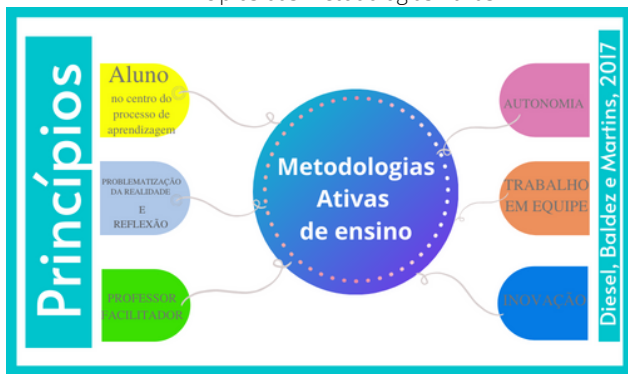 Princípios
Aluno
no centro do
processo de
aprendizagem
PROBLEMATIZAÇÃO
DA REALIDADE
E
REFLEXÃO
PROFESSOR
FACILITADOR
Metodologias
Ativas
de ensino
AUTONOMIA
TRABALHO
EM EQUIPE
INOVAÇÃO
Diesel, Baldez e Martins, 2017